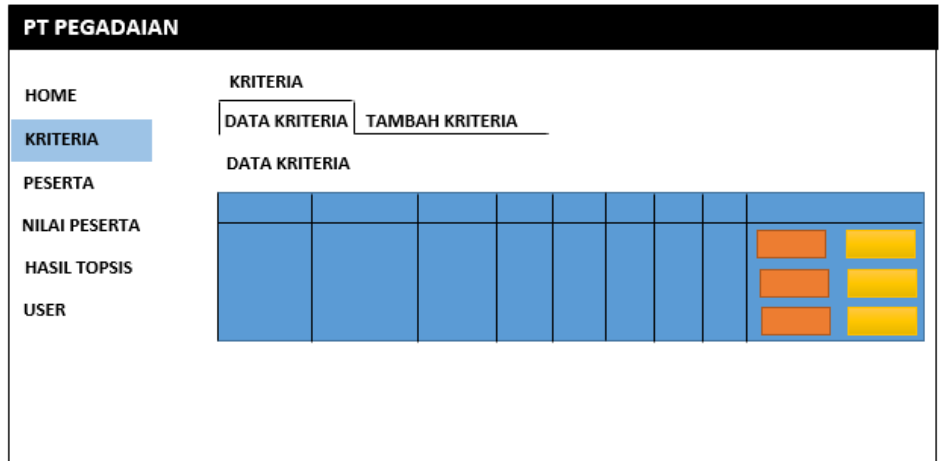 PT PEGADAIAN
HOME
KRITERIA
PESERTA
NILAI PESERTA
HASIL TOPSIS
USER
KRITERIA
DATA KRITERIA TAMBAH KRITERIA
DATA KRITERIA